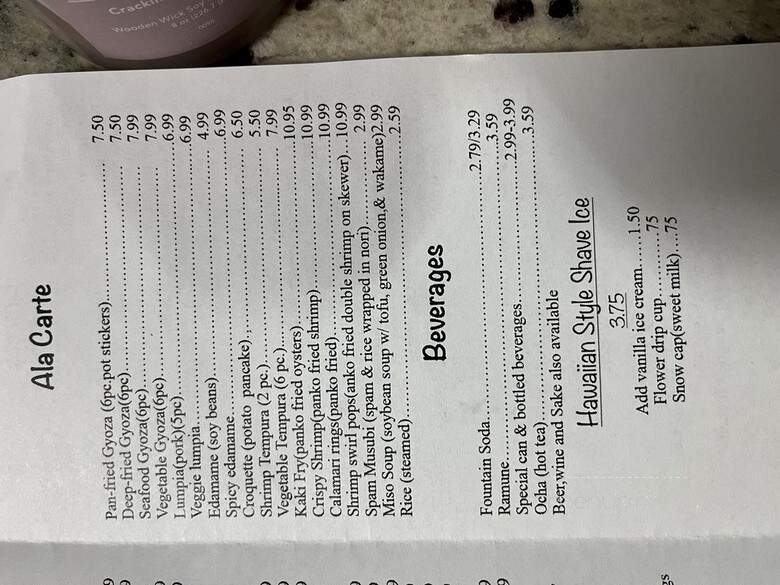 Ala Carte
Pan-fried Gyoza (6pc.pot stickers)........................ 7.50
Deep-fried Gyoza(6pc)........................................ 7.50
Seafood Gyoza(6pc)........................................... 7.99
Vegetable Gyoza(6pc)......................................... 7.99
Lumpia(pork)(5pc)............................................. 6.99
Veggie lumpia.................................................. 6.99
Edamame (soy beans)......................................... 4.99
Spicy edamame................................................ 6.99
Croquette (potato pancake).................................. 6.50
Shrimp Tempura (2 pc.)...................................... 5.50
Vegetable Tempura (6 pc.)................................... 7.99
Kaki Fry(panko fried oysters)............................... 10.95
Crispy Shrimp(panko fried shrimp)......................... 10.99
Calamari rings(panko fried)................................. 10.99
Shrimp swirl pops(anko fried double shrimp on skewer)...10.99
Spam Musubi (spam & rice wrapped in nori)................ 2.99
Miso Soup (soybean soup w/ tofu, green onion,& wakame)2.99
Rice (steamed).................................................2.59
Beverages
Fountain Soda..................................................2.79/3.29
Ramune.........................................................3.59
Special can & bottled beverages.............................2.99-3.99
Ocha (hot tea).................................................3.59
Beer,wine and Sake also available
Hawaiian Style Shave Ice
3.75
Add vanilla ice cream......1.50
Flower drip cup..........75
Snow cap(sweet milk) ...75
Wooden Wick Soy